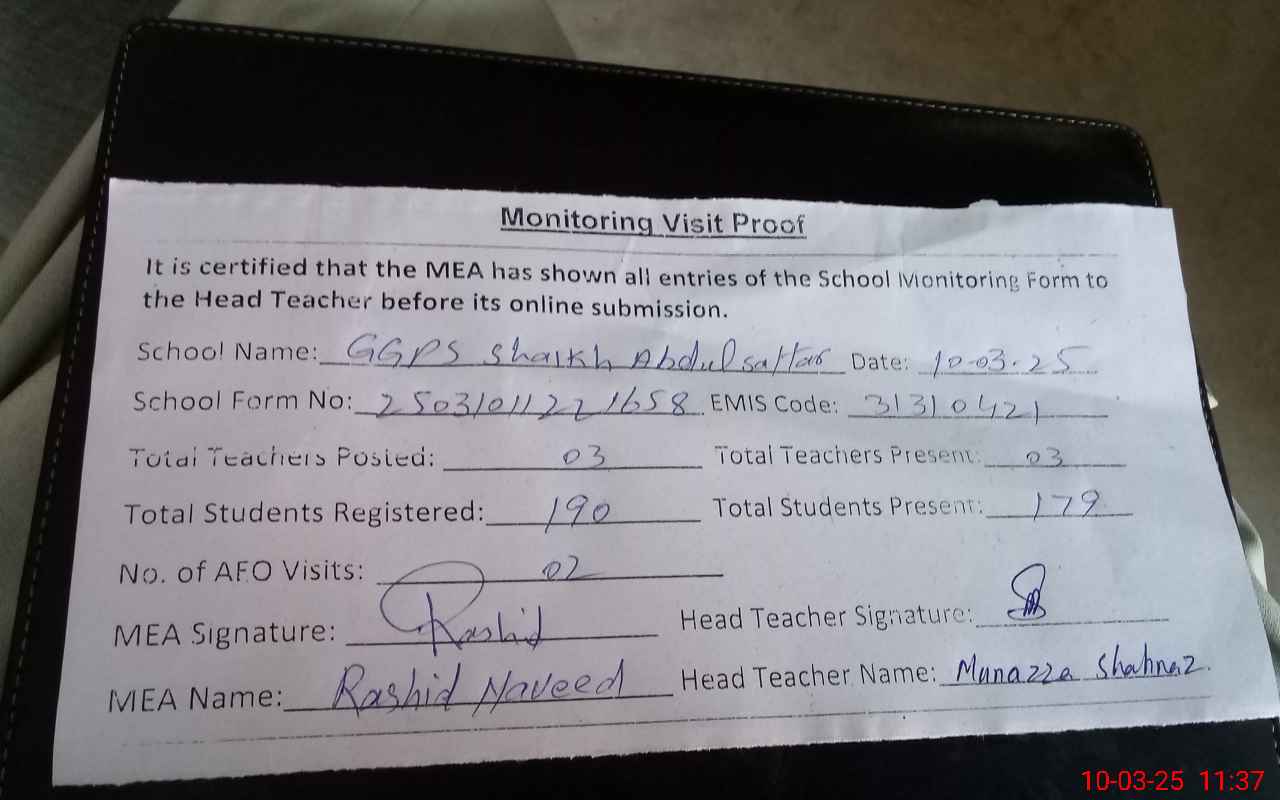 Monitoring Visit Proof
It is certified that the MEA has shown all entries of the School Monitoring Form to
the Head Teacher before its online submission.
School Name: GGPS Shaikh Abdul sattar Date: 10-03-25
School Form No: 2503101122 1658 EMIS Code: 31310421
Total Teachers Posted: 03 Total Teachers Present: 03
Total Students Registered: 190 Total Students Present: 179
No. of AEO Visits: 02
MEA Signature: Rashid Head Teacher Signature:
MEA Name: Rashid Naveed Head Teacher Name: Munazza Shahnaz.
10-03-25 11:37